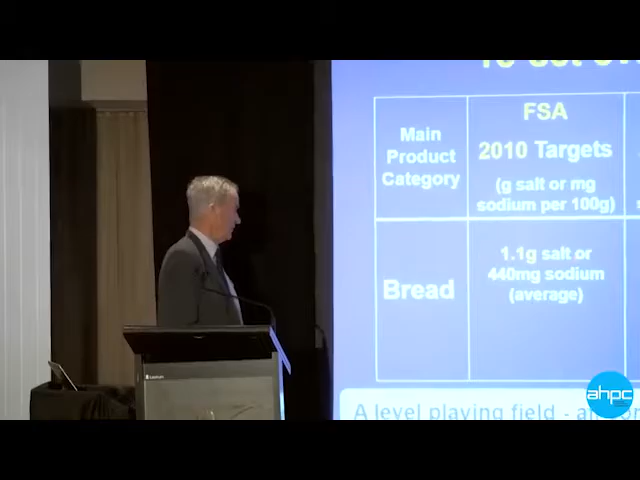 FSA
Main
Product
Category
2010 Targets
(g salt or mg
sodium per 100g)
Bread
1.1g salt or
440mg sodium
(average)
A level playing field -
ahpc